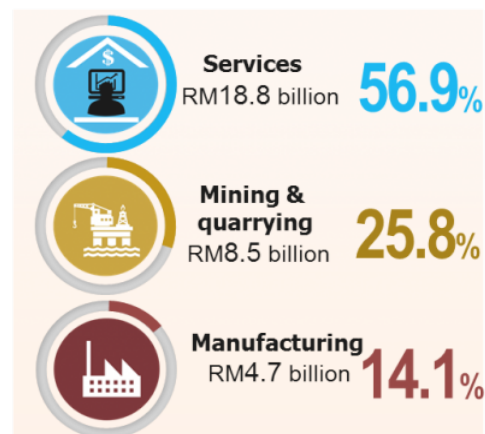 $
Services
RM18.8 billion
56.9%
Mining &
quarrying
RM8.5 billion
25.8%
Manufacturing
RM4.7 billion
14.1%